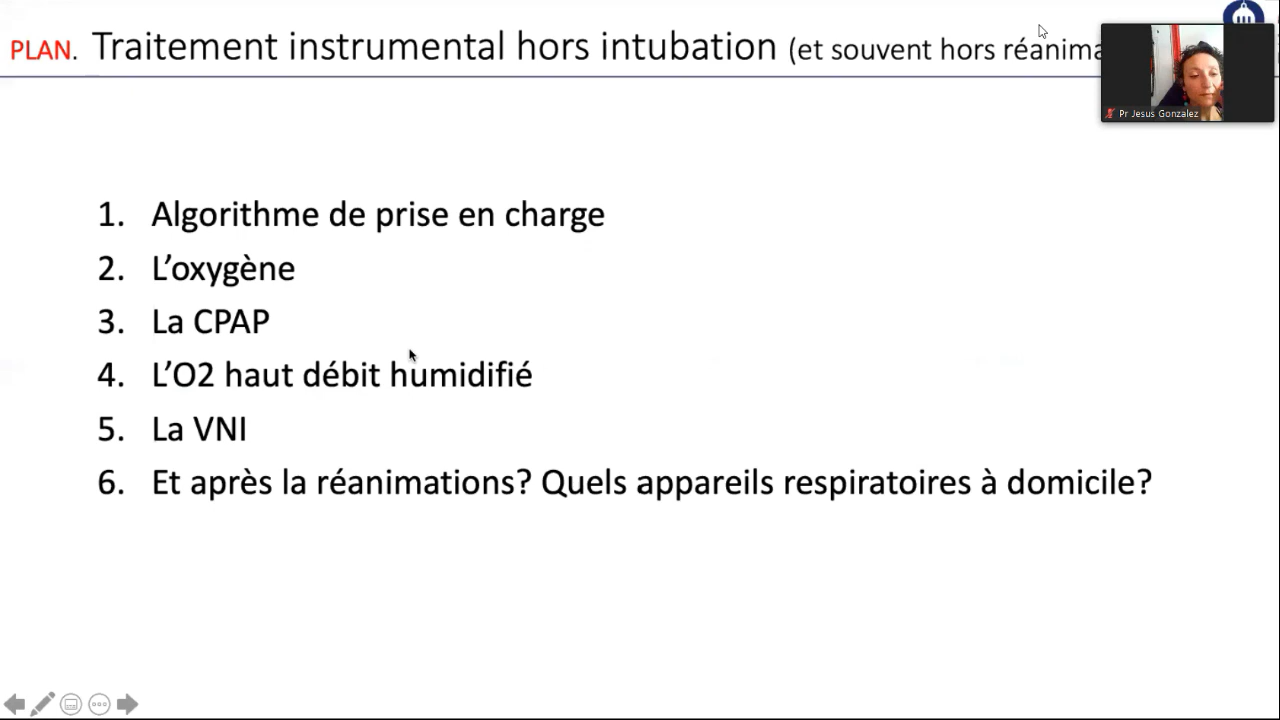 PLAN. Traitement instrumental hors intubation (et souvent hors réanima
Pr Jesus Gonzalez
1. Algorithme de prise en charge
2. L'oxygène
3. La CPAP
4. L'O2 haut débit humidifié
5. La VNI
6. Et après la réanimations? Quels appareils respiratoires à domicile?